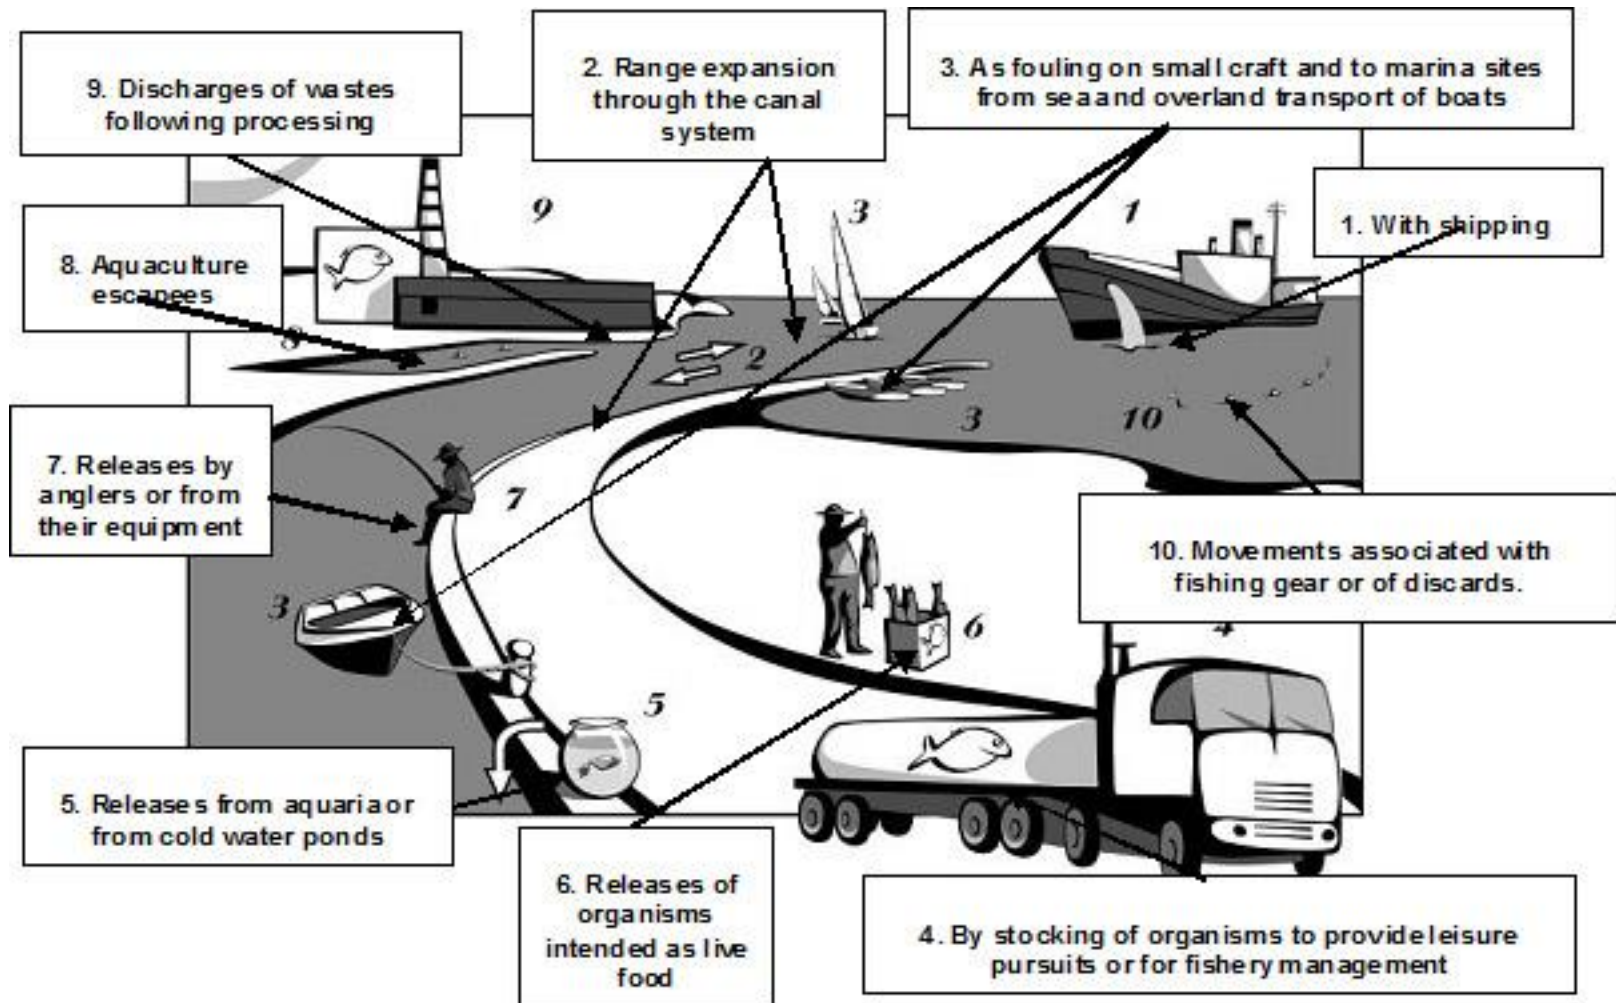 9. Discharges of wastes
following processing
2. Range expansion
through the canal
system
3. As fouling on small craft and to marina sites
from sea and overland transport of boats
1. With shipping
8. Aquaculture
escapees
7. Releases by
anglers or from
their equipment
10. Movements associated with
fishing gear or of discards.
5. Releases from aquaria or
from cold water ponds
6. Releases of
organisms
intended as live
food
4. By stocking of organisms to provide leisure
pursuits or for fishery management
9
3
1
2
3
10
7
3
6
5
4